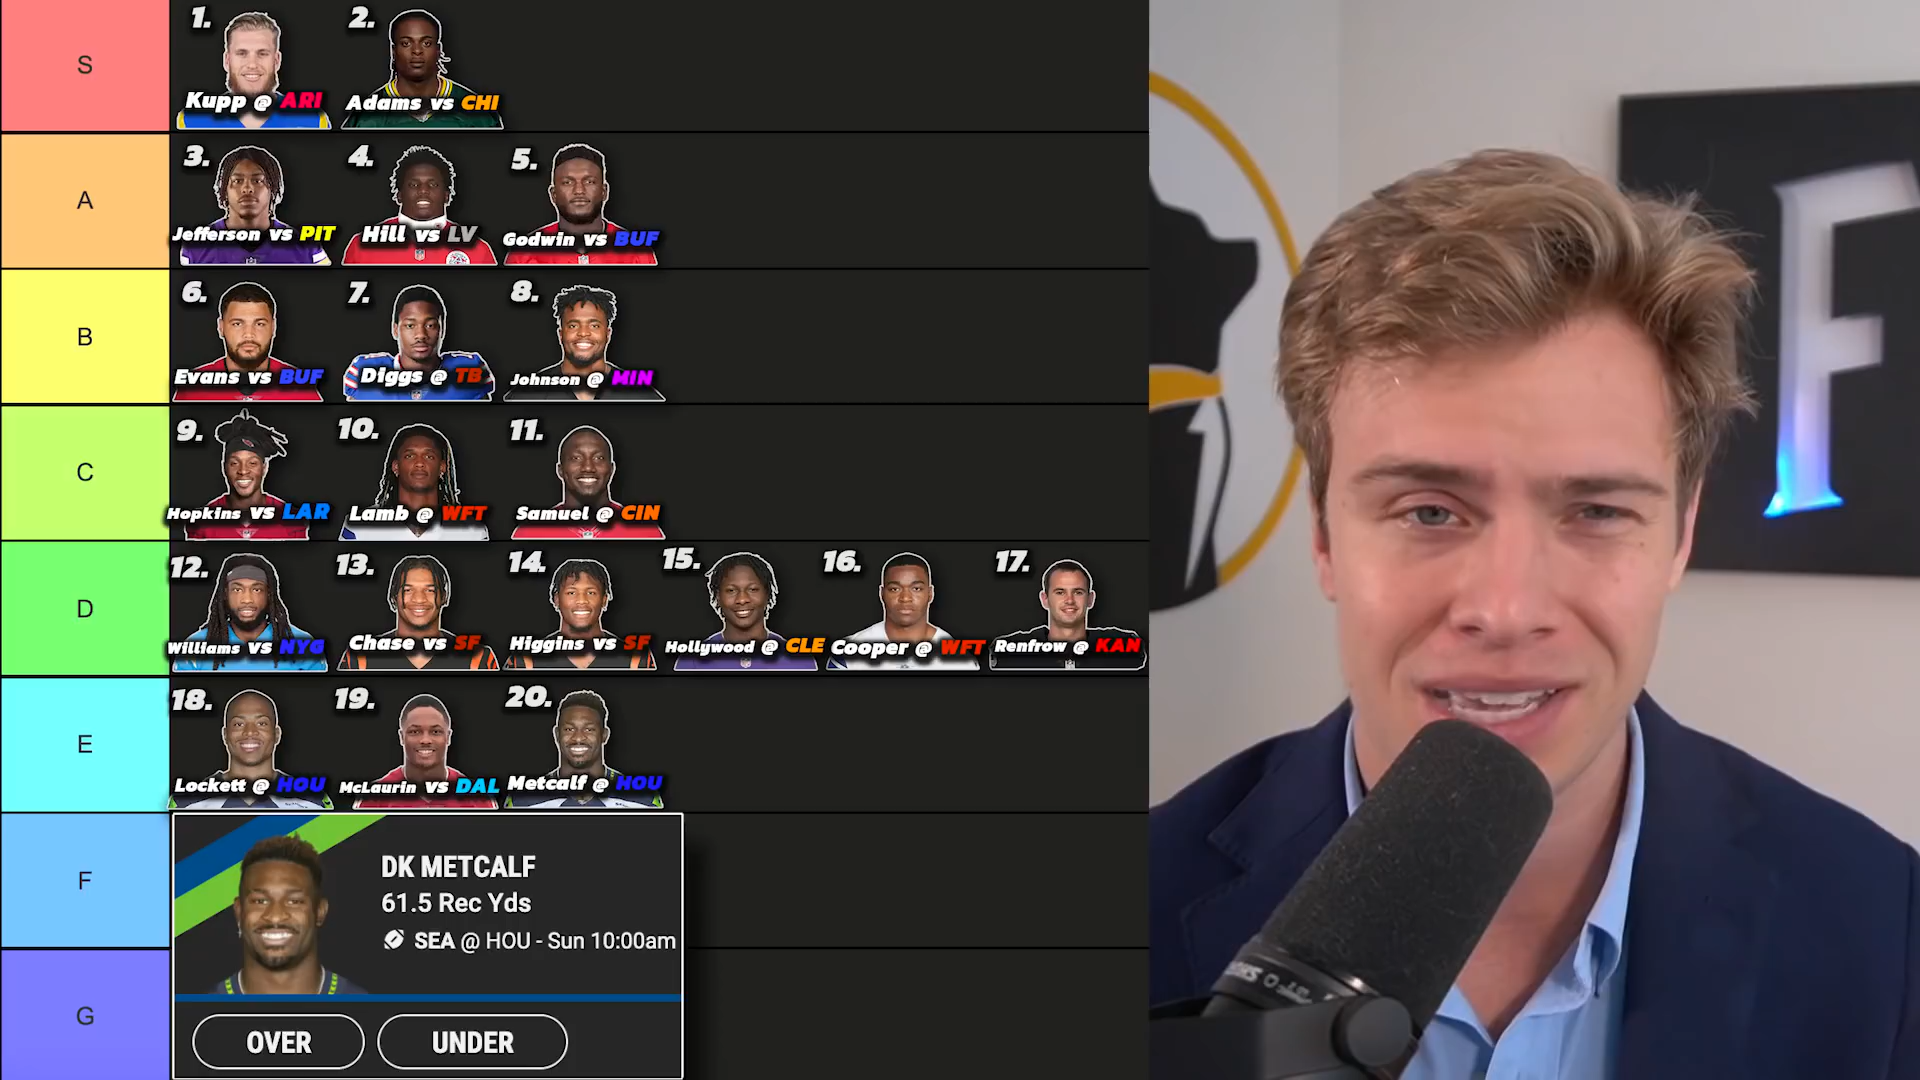 S
1.
Kupp @ ARI
2.
Adams vs CHI
A
3.
Jefferson vs PIT
4.
Hill vs LV
5.
Godwin vs BUF
B
6.
Evans vs BUF
7.
Diggs @ TB
8.
Johnson @ MIN
C
9.
Hopkins vs LAR
10.
Lamb @ WFT
11.
Samuel @ CIN
D
12.
Williams vs NYG
13.
Chase vs SF
14.
Higgins vs SF
15.
Hollywood @ CLE
16.
Cooper @ WFT
17.
Renfrow @ KAN
E
18.
Lockett @ HOU
19.
McLaurin vs DAL
20.
Metcalf @ HOU
F
G
DK METCALF
61.5 Rec Yds
SEA @ HOU - Sun 10:00am
OVER
UNDER
F